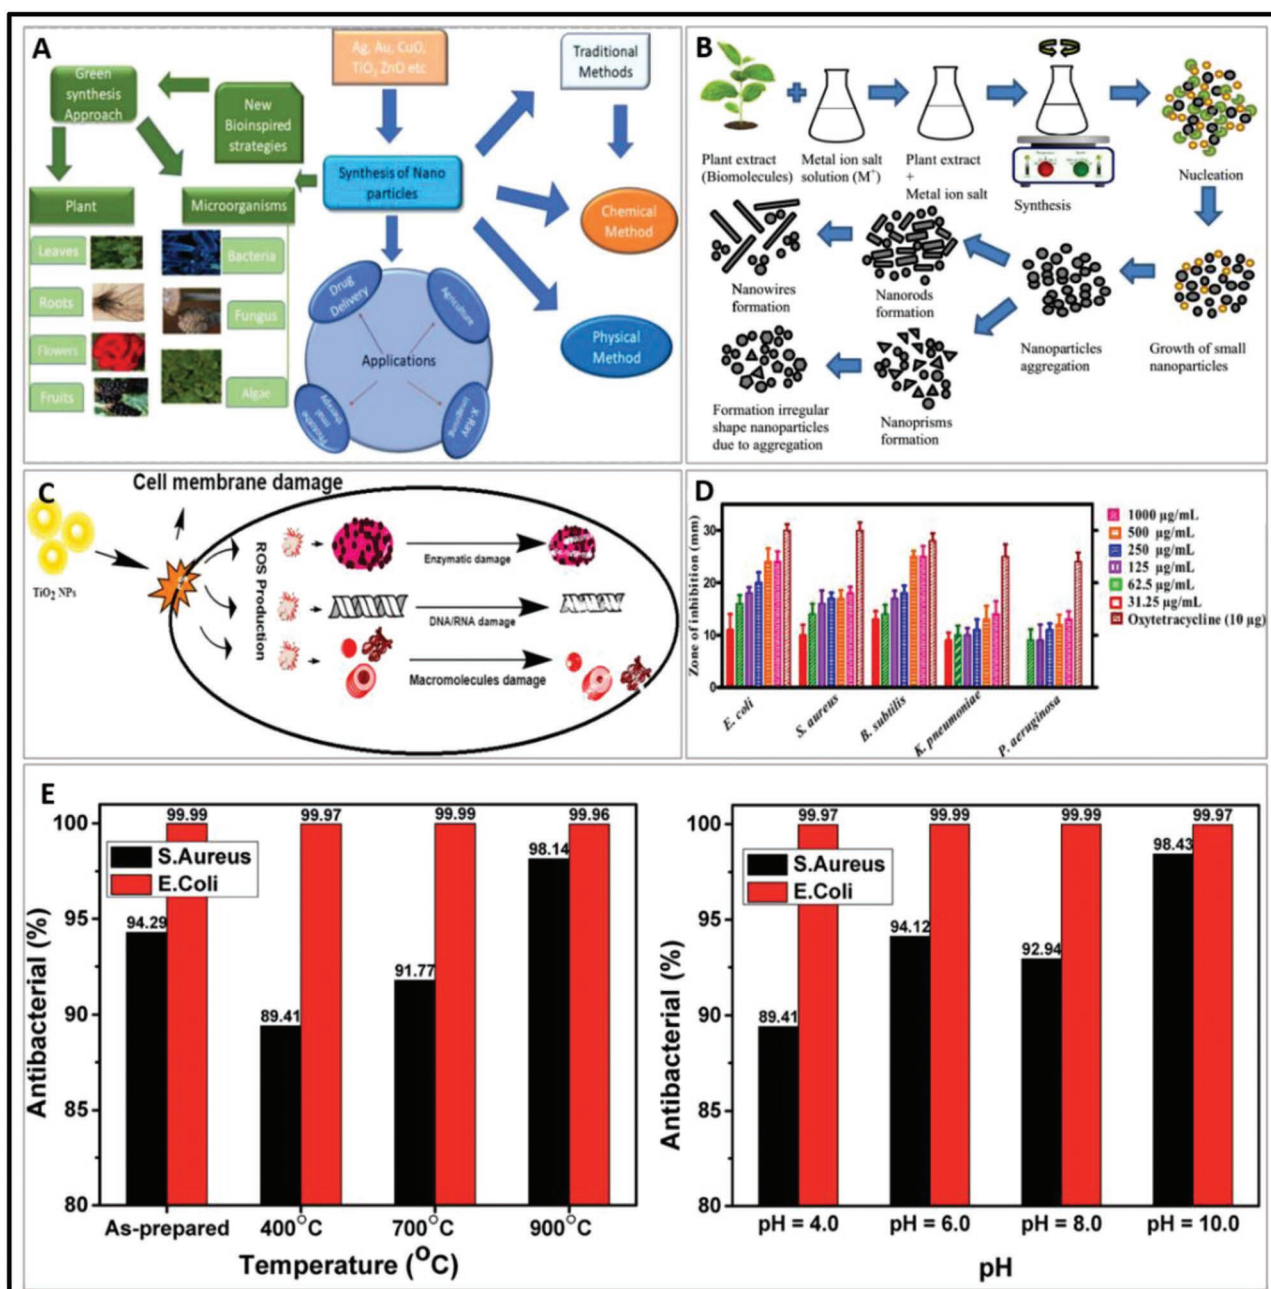 A
Ag, Au, CuO,
TiO2 ZnO etc
Traditional
Methods
Green
synthesis
Approach
New
Bioinspired
strategies
Synthesis of Nano
particles
Plant
Microorganisms
Chemical
Method
Leaves
Bacteria
Roots
Fungus
Flowers
Fruits
Algae
Drug
Delivery
Agriculture
Applications
Photothe
rmal
therapy
X-Ray
imaging
Physical
Method
B
Plant extract
(Biomolecules)
Metal ion salt
solution (M+)
Plant extract
+
Metal ion salt
Synthesis
Nucleation
Nanowires
formation
Nanorods
formation
Nanoparticles
aggregation
Growth of small
nanoparticles
Formation irregular
shape nanoparticles
due to aggregation
Nanoprisms
formation
C
Cell membrane damage
TiO2 NPs
ROS Production
Enzymatic damage
DNA/RNA damage
Macromolecules damage
D
Zone of inhibition (mm)
30
20
10
0
E. coli
S. aureus
B. subtilis
K. pneumoniae
P. aeruginosa
1000 µg/mL
500 µg/mL
250 µg/mL
125 µg/mL
62.5 µg/mL
31.25 µg/mL
Oxytetracycline (10 µg)
E
Antibacterial (%)
100
95
90
85
80
S.Aureus
E.Coli
94.29
99.99
89.41
99.97
91.77
99.99
98.14
99.96
As-prepared
400°C
700°C
900°C
Temperature (°C)
Antibacterial (%)
100
95
90
85
80
S.Aureus
E.Coli
89.41
99.97
94.12
99.99
92.94
99.99
98.43
99.97
pH = 4.0
pH = 6.0
pH = 8.0
pH = 10.0
pH